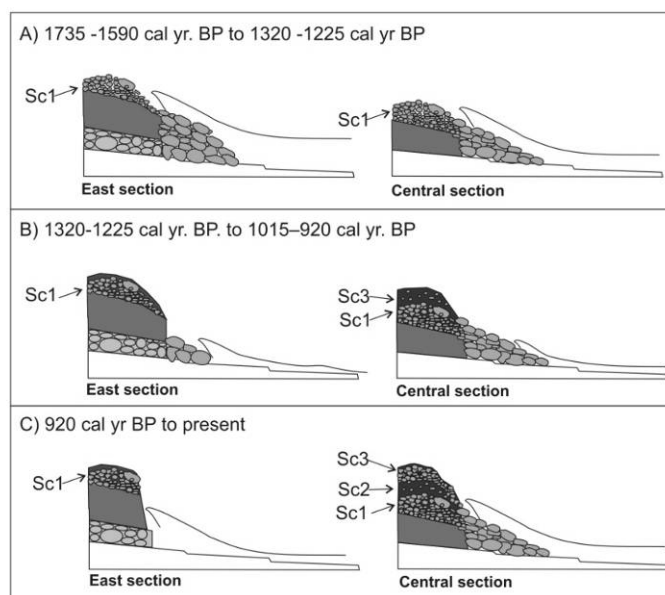 A) 1735 -1590 cal yr. BP to 1320 -1225 cal yr BP
Sc1
Sc1
East section
Central section
B) 1320-1225 cal yr. BP. to 1015–920 cal yr. BP
Sc1
Sc3
Sc1
East section
Central section
C) 920 cal yr BP to present
Sc1
Sc3
Sc2
Sc1
East section
Central section